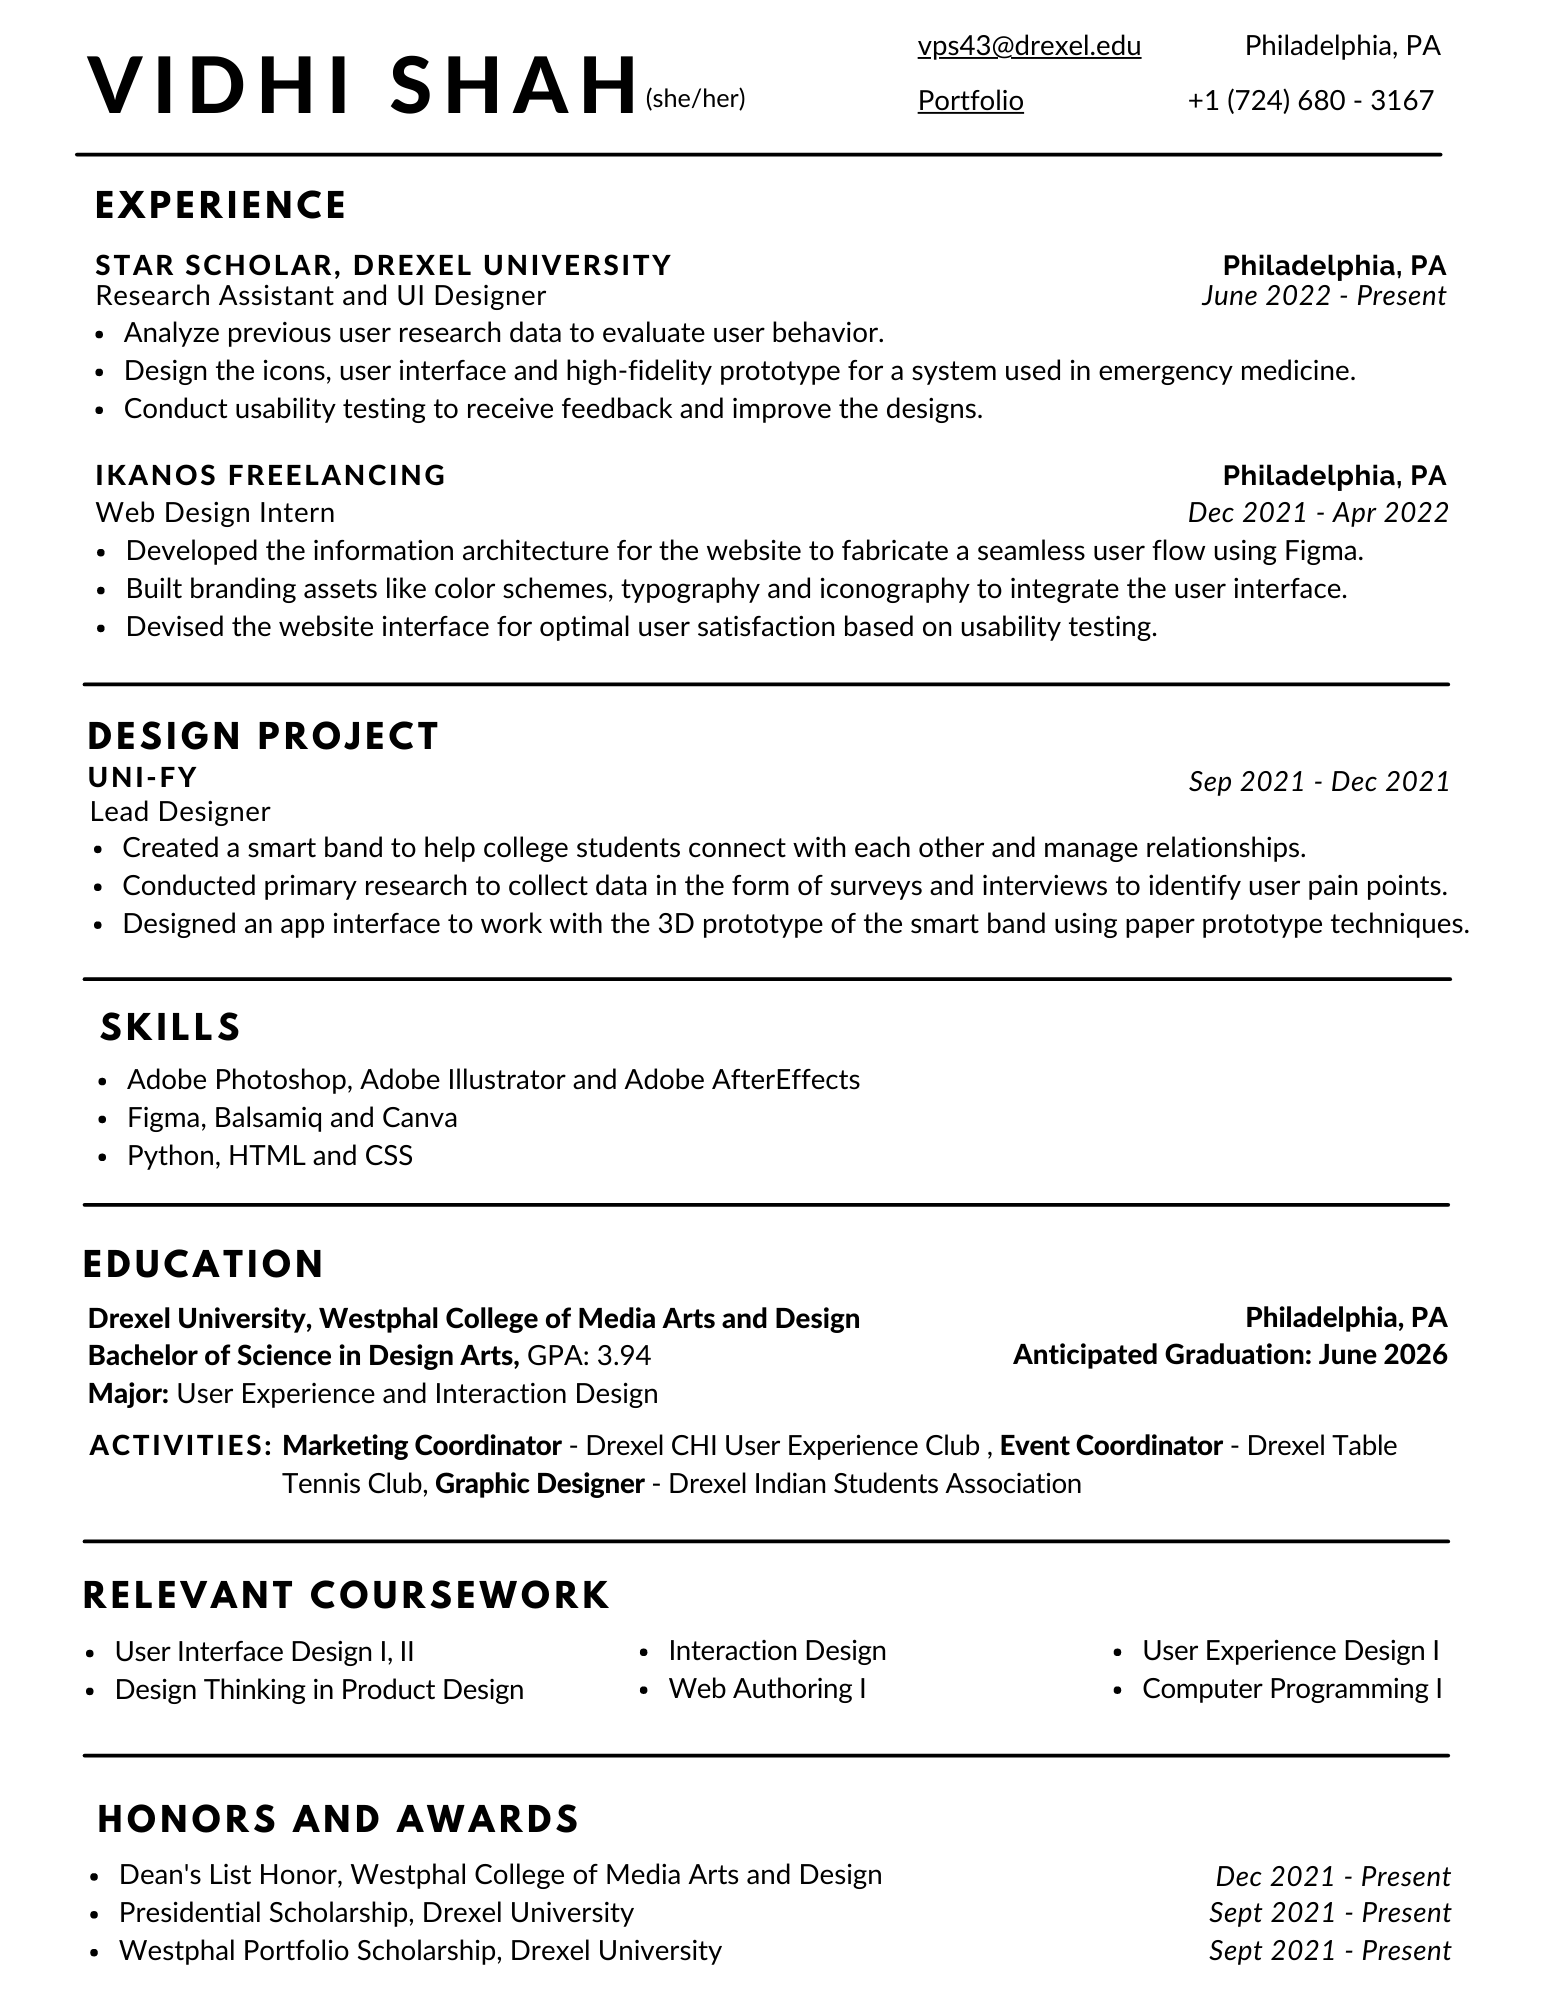 VIDHI SHAH (she/her)
vps43@drexel.edu Philadelphia, PA
Portfolio +1 (724) 680 - 3167
EXPERIENCE
STAR SCHOLAR, DREXEL UNIVERSITY Philadelphia, PA
Research Assistant and UI Designer June 2022 - Present
• Analyze previous user research data to evaluate user behavior.
• Design the icons, user interface and high-fidelity prototype for a system used in emergency medicine.
• Conduct usability testing to receive feedback and improve the designs.
IKANOS FREELANCING Philadelphia, PA
Web Design Intern Dec 2021 - Apr 2022
• Developed the information architecture for the website to fabricate a seamless user flow using Figma.
• Built branding assets like color schemes, typography and iconography to integrate the user interface.
• Devised the website interface for optimal user satisfaction based on usability testing.
DESIGN PROJECT
UNI-FY Sep 2021 - Dec 2021
Lead Designer
• Created a smart band to help college students connect with each other and manage relationships.
• Conducted primary research to collect data in the form of surveys and interviews to identify user pain points.
• Designed an app interface to work with the 3D prototype of the smart band using paper prototype techniques.
SKILLS
• Adobe Photoshop, Adobe Illustrator and Adobe AfterEffects
• Figma, Balsamiq and Canva
• Python, HTML and CSS
EDUCATION
Drexel University, Westphal College of Media Arts and Design Philadelphia, PA
Bachelor of Science in Design Arts, GPA: 3.94 Anticipated Graduation: June 2026
Major: User Experience and Interaction Design
ACTIVITIES: Marketing Coordinator - Drexel CHI User Experience Club , Event Coordinator - Drexel Table
Tennis Club, Graphic Designer - Drexel Indian Students Association
RELEVANT COURSEWORK
• User Interface Design I, II • Interaction Design • User Experience Design I
• Design Thinking in Product Design • Web Authoring I • Computer Programming I
HONORS AND AWARDS
• Dean's List Honor, Westphal College of Media Arts and Design Dec 2021 - Present
• Presidential Scholarship, Drexel University Sept 2021 - Present
• Westphal Portfolio Scholarship, Drexel University Sept 2021 - Present